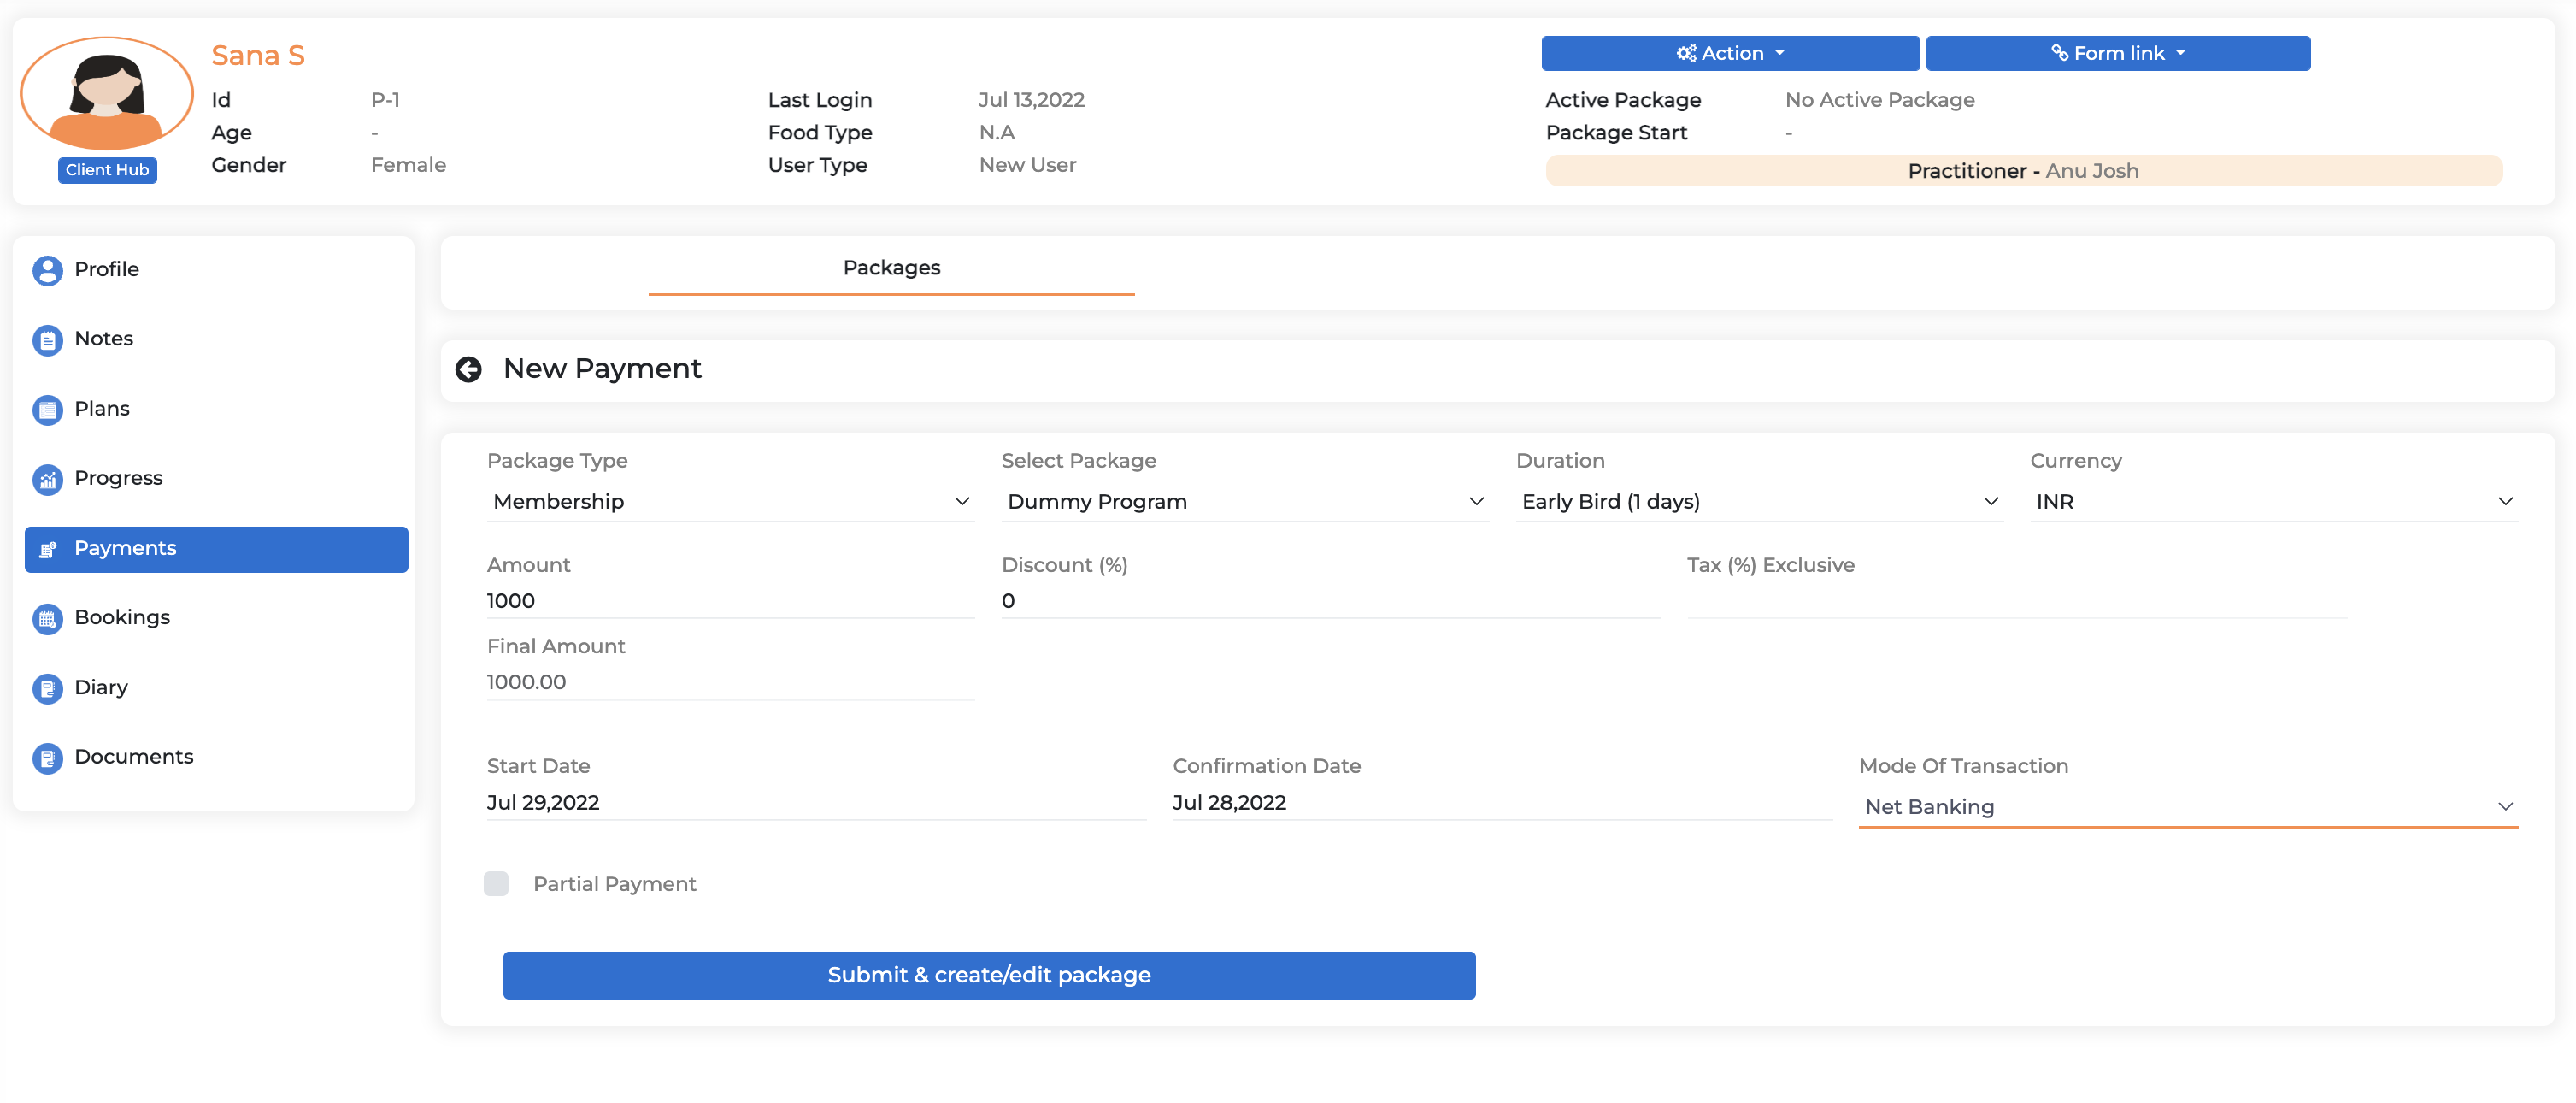 Sana S
Action
Form link
Id P-1 Last Login Jul 13,2022 Active Package No Active Package
Age - Food Type N.A Package Start -
Client Hub Gender Female User Type New User Practitioner - Anu Josh
Profile
Notes
Plans
Progress
Payments
Bookings
Diary
Documents
Packages
New Payment
Package Type Select Package Duration Currency
Membership Dummy Program Early Bird (1 days) INR
Amount Discount (%) Tax (%) Exclusive
1000 0
Final Amount
1000.00
Start Date Confirmation Date Mode Of Transaction
Jul 29,2022 Jul 28,2022 Net Banking
Partial Payment
Submit & create/edit package